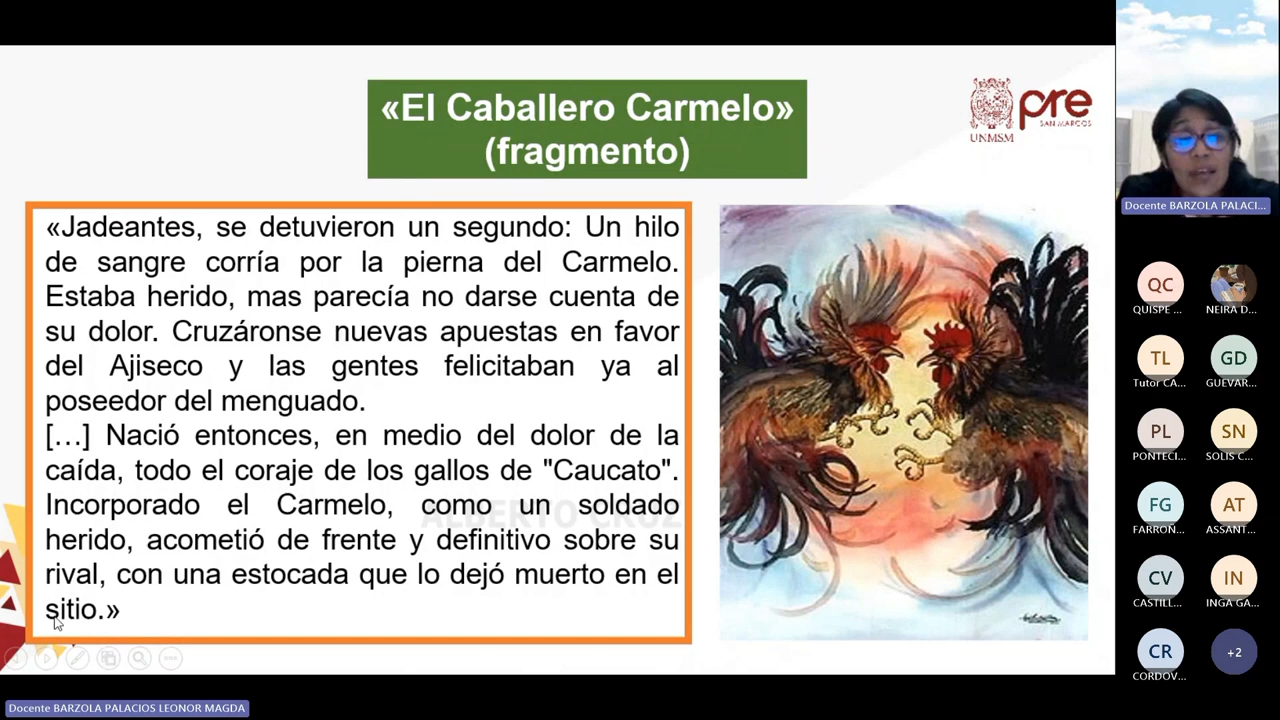 «El Caballero Carmelo»
(fragmento)
UNMSM
pre
SAN MARCOS
«Jadeantes, se detuvieron un segundo: Un hilo
de sangre corría por la pierna del Carmelo.
Estaba herido, mas parecía no darse cuenta de
su dolor. Cruzáronse nuevas apuestas en favor
del Ajiseco y las gentes felicitaban ya al
poseedor del menguado.
[…] Nació entonces, en medio del dolor de la
caída, todo el coraje de los gallos de "Caucato".
Incorporado el Carmelo, como un soldado
herido, acometió de frente y definitivo sobre su
rival, con una estocada que lo dejó muerto en el
sitio.»
ALBERTO CRUZ
Docente BARZOLA PALACI...
QC
QUISPE ...
NEIRA D...
TL
Tutor CA...
GD
GUEVAR...
PL
PONTECI...
SN
SOLIS C...
FG
FARROÑ...
AT
ASSANT...
CV
CASTILL...
IN
INGA GA...
CR
CORDOV...
+2
Docente BARZOLA PALACIOS LEONOR MAGDA